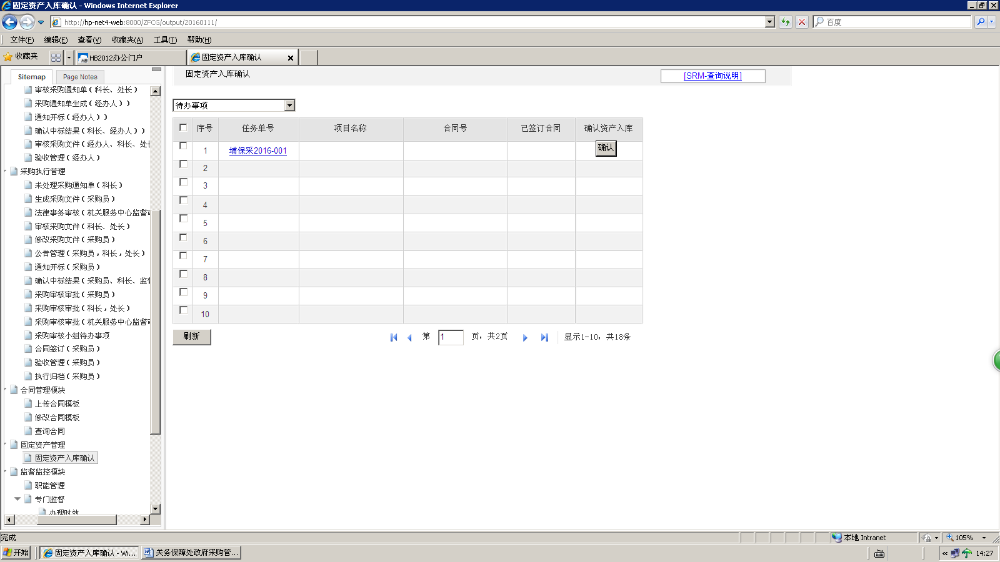 固定资产入库确认 - Windows Internet Explorer
http://hp-net4-web:8000/ZFCG/output/20160111/
百度
文件(F) 编辑(E) 查看(V) 收藏夹(A) 工具(T) 帮助(H)
收藏夹 HB2012办公门户 固定资产入库确认
Sitemap Page Notes
审核采购通知单（科长、处长）
采购通知单生成（经办人））
通知开标（经办人））
确认中标结果（科长、经办人））
审核采购文件（经办人、科长、处长
验收管理（经办人）
采购执行管理
未处理采购通知单（科长）
生成采购文件（采购员）
法律事务审核（机关服务中心监督审
审核采购文件（科长、处长）
修改采购文件（采购员）
公告管理（采购员，科长，处长）
通知开标（采购员）
确认中标结果（采购员、科长、监督
采购审核审批（采购员）
采购审核审批（科长，处长）
采购审核审批（机关服务中心监督审
采购审核小组待办事项
合同签订（采购员）
验收管理（采购员）
执行归档（采购员）
合同管理模块
上传合同模板
修改合同模板
查询合同
固定资产管理
固定资产入库确认
监督监控模块
职能管理
专门监督
办理时效
固定资产入库确认
[SRM-查询说明]
待办事项
序号 任务单号 项目名称 合同号 已签订合同 确认资产入库
1 埔保采2016-001 确认
2
3
4
5
6
7
8
9
10
刷新 第 1 页，共2页 显示1-10，共18条
完成 本地 Intranet 105%
开始 固定资产入库确认 - Wi... 关务保障处政府采购管... 14:27